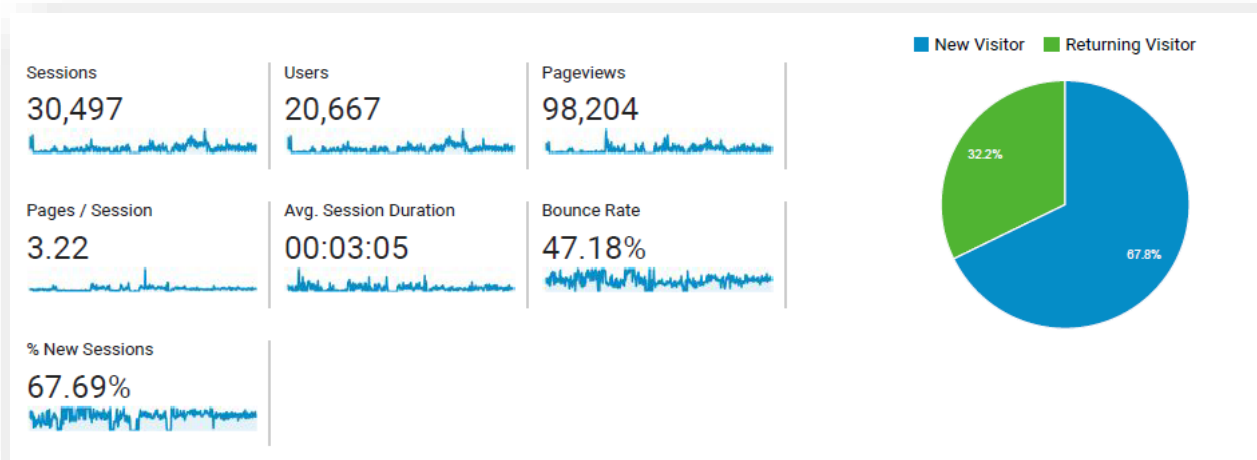 New Visitor Returning Visitor
Sessions
30,497
Users
20,667
Pageviews
98,204
Pages / Session
3.22
Avg. Session Duration
00:03:05
Bounce Rate
47.18%
% New Sessions
67.69%
32.2%
67.8%